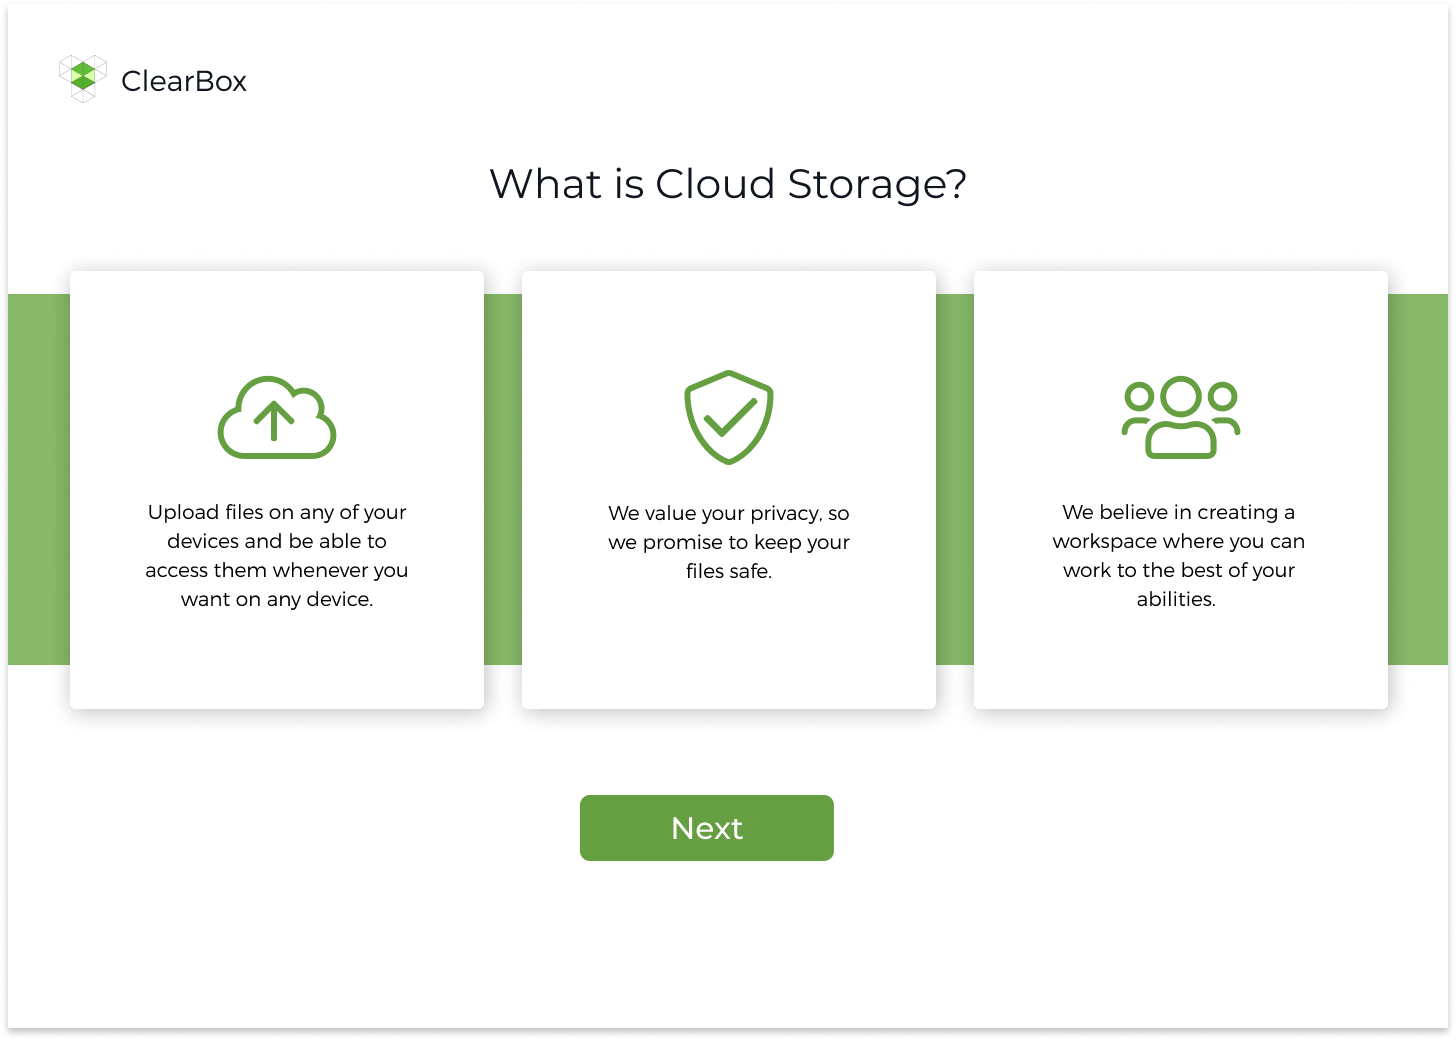 ClearBox
What is Cloud Storage?
Upload files on any of your
devices and be able to
access them whenever you
want on any device.
We value your privacy, so
we promise to keep your
files safe.
We believe in creating a
workspace where you can
work to the best of your
abilities.
Next